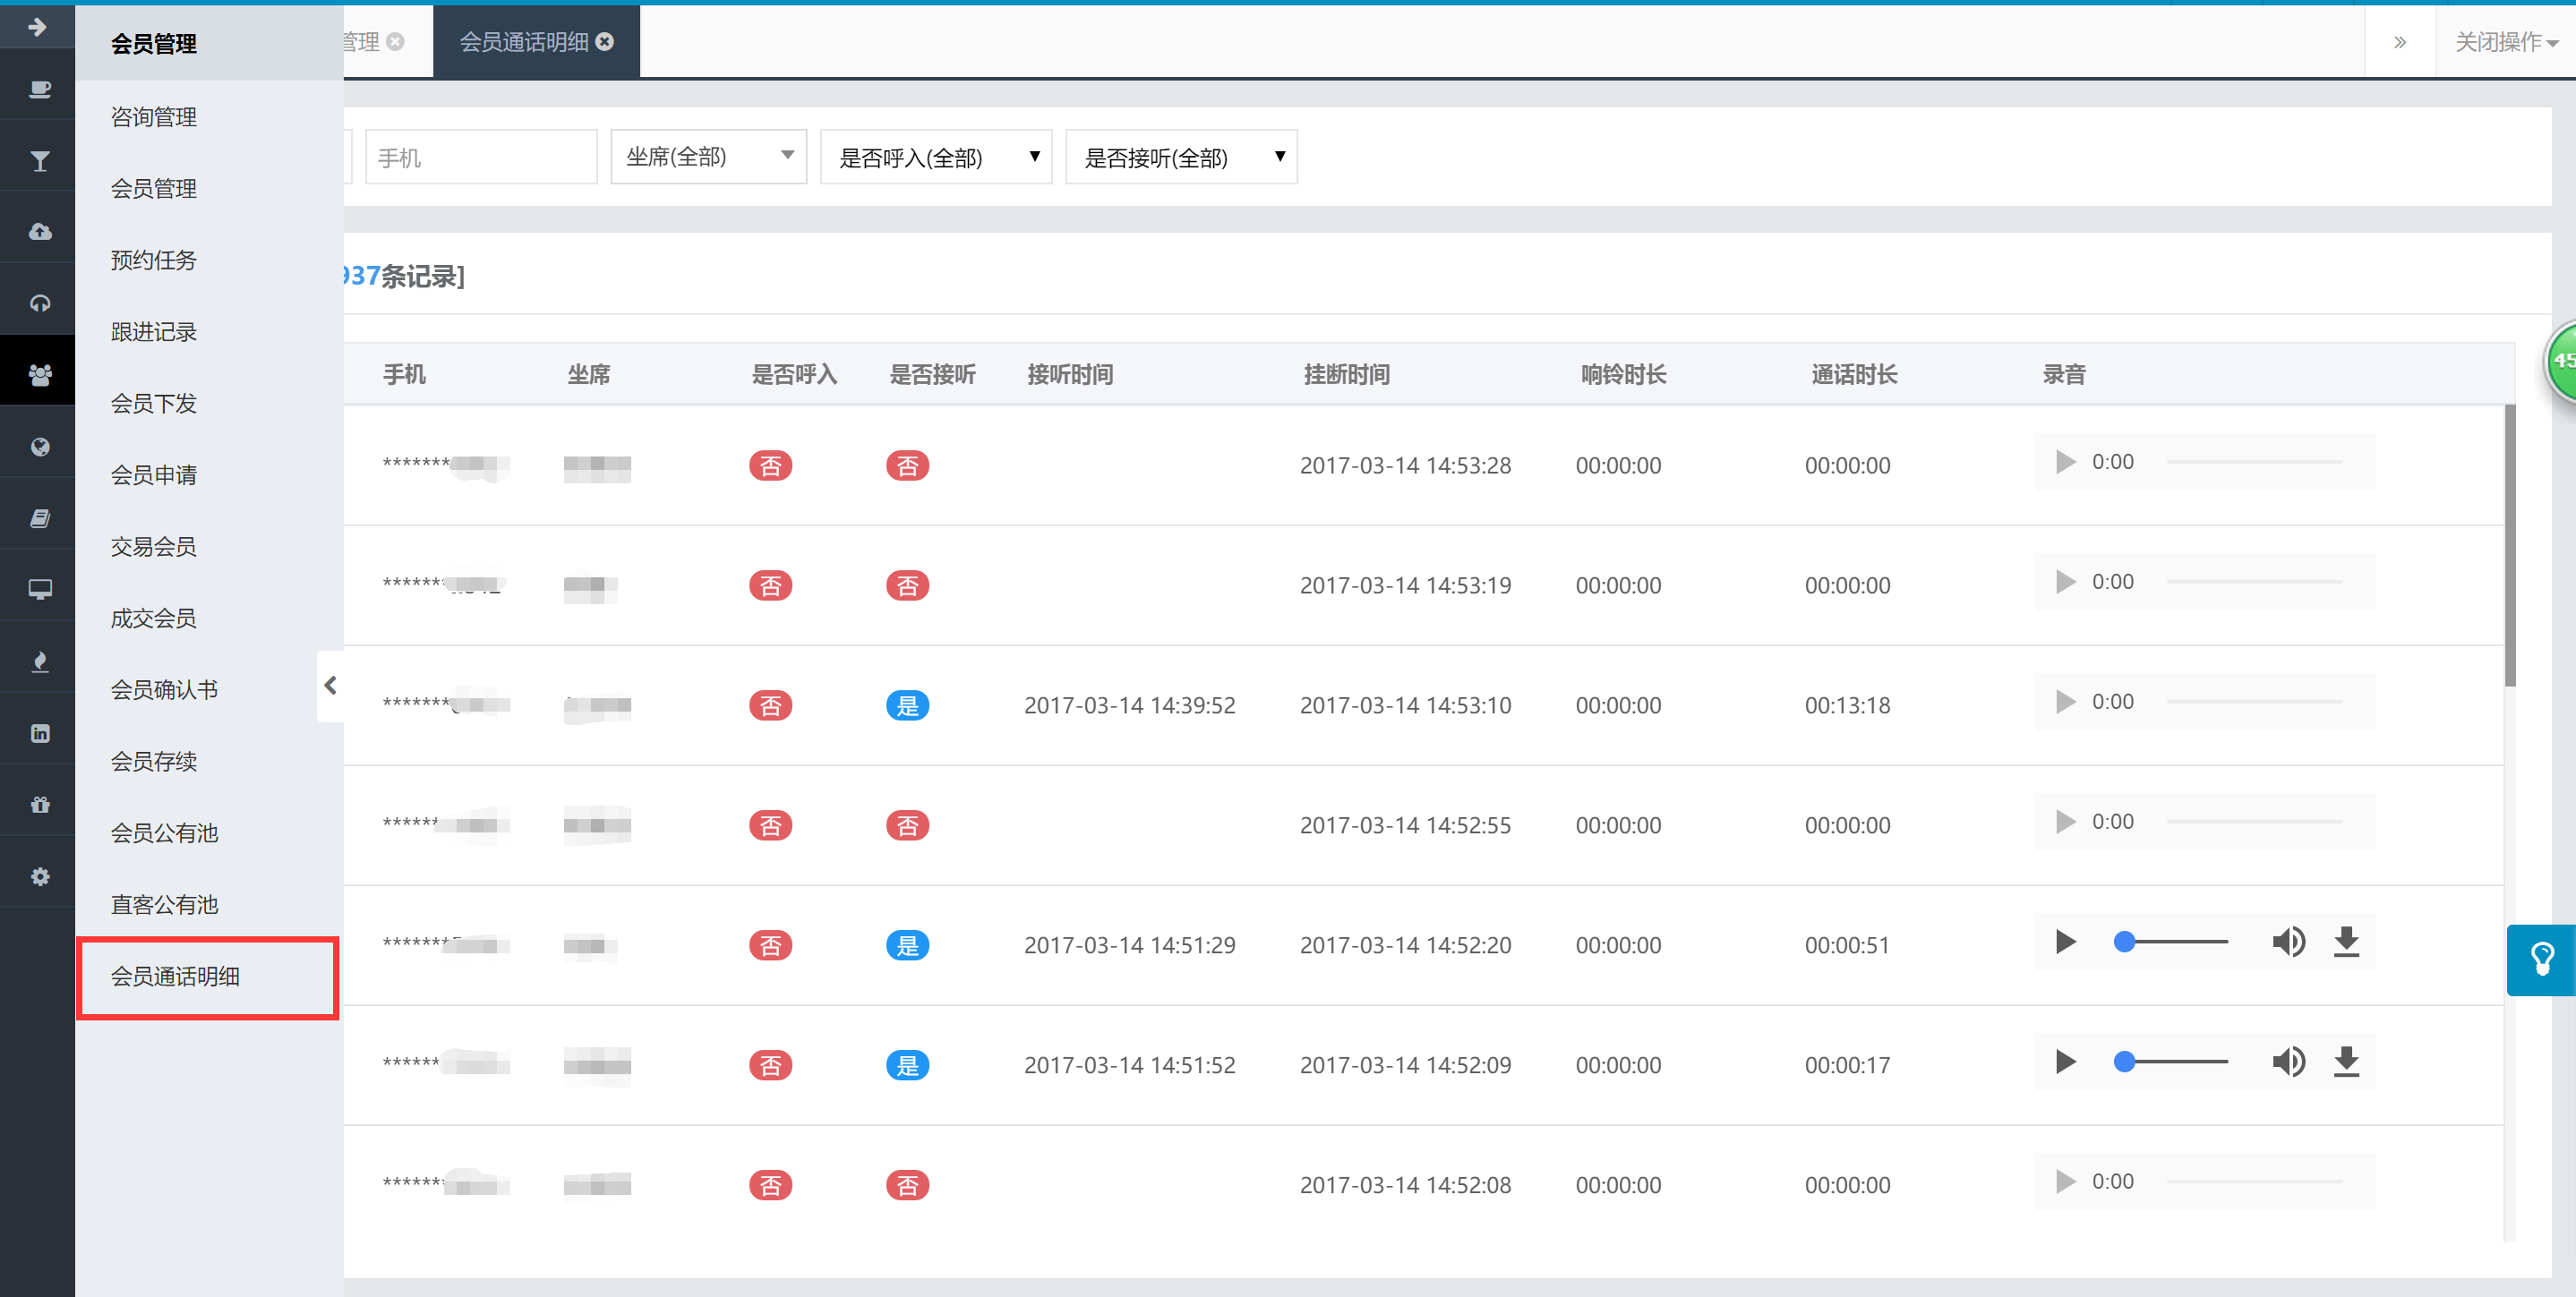 会员管理
管理
会员通话明细
关闭操作
咨询管理
会员管理
预约任务
跟进记录
会员下发
会员申请
交易会员
成交会员
会员确认书
会员存续
会员公有池
直客公有池
会员通话明细
手机
坐席(全部)
是否呼入(全部)
是否接听(全部)
937条记录]
45
手机 坐席 是否呼入 是否接听 接听时间 挂断时间 响铃时长 通话时长 录音
******* 否 否 2017-03-14 14:53:28 00:00:00 00:00:00 0:00
******* 否 否 2017-03-14 14:53:19 00:00:00 00:00:00 0:00
******* 否 是 2017-03-14 14:39:52 2017-03-14 14:53:10 00:00:00 00:13:18 0:00
****** 否 否 2017-03-14 14:52:55 00:00:00 00:00:00 0:00
******* 否 是 2017-03-14 14:51:29 2017-03-14 14:52:20 00:00:00 00:00:51
****** 否 是 2017-03-14 14:51:52 2017-03-14 14:52:09 00:00:00 00:00:17
******* 否 否 2017-03-14 14:52:08 00:00:00 00:00:00 0:00